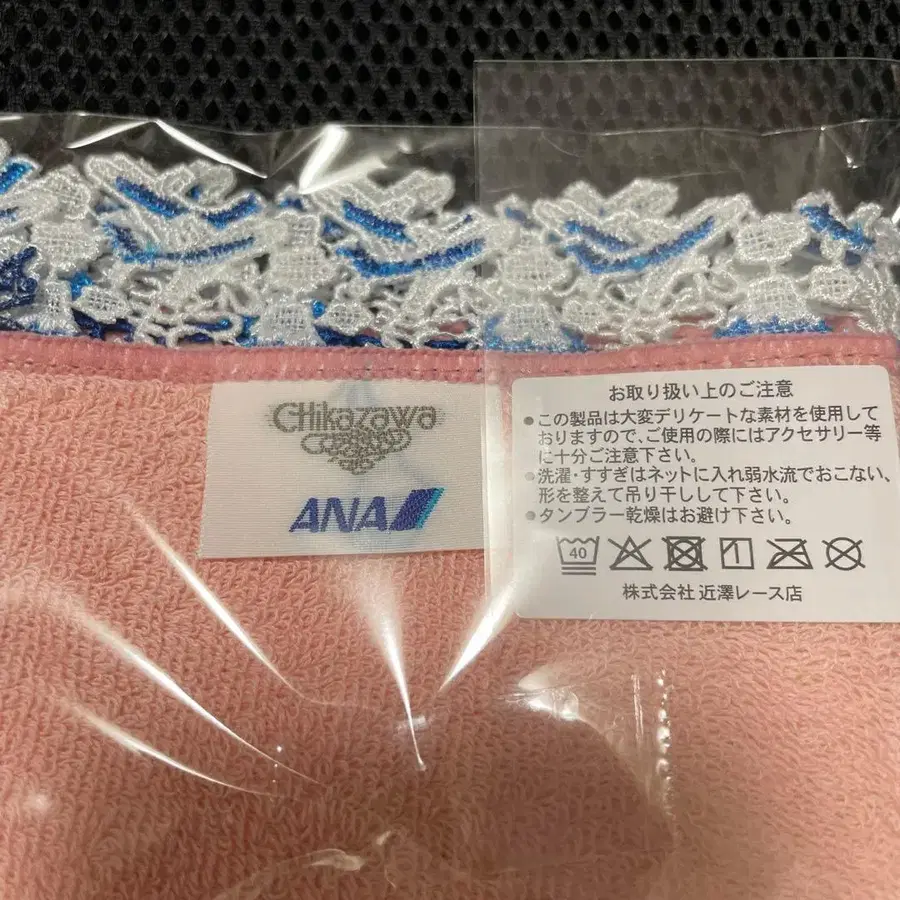 Chikazawa
ANA
お取り扱い上のご注意
●この製品は大変デリケートな素材を使用して
おりますので、ご使用の際にはアクセサリー等
に十分ご注意下さい。
●洗濯・すすぎはネットに入れ弱水流でおこない、
形を整えて吊り干しして下さい。
●タンブラー乾燥はお避け下さい。
40
株式会社 近澤レース店